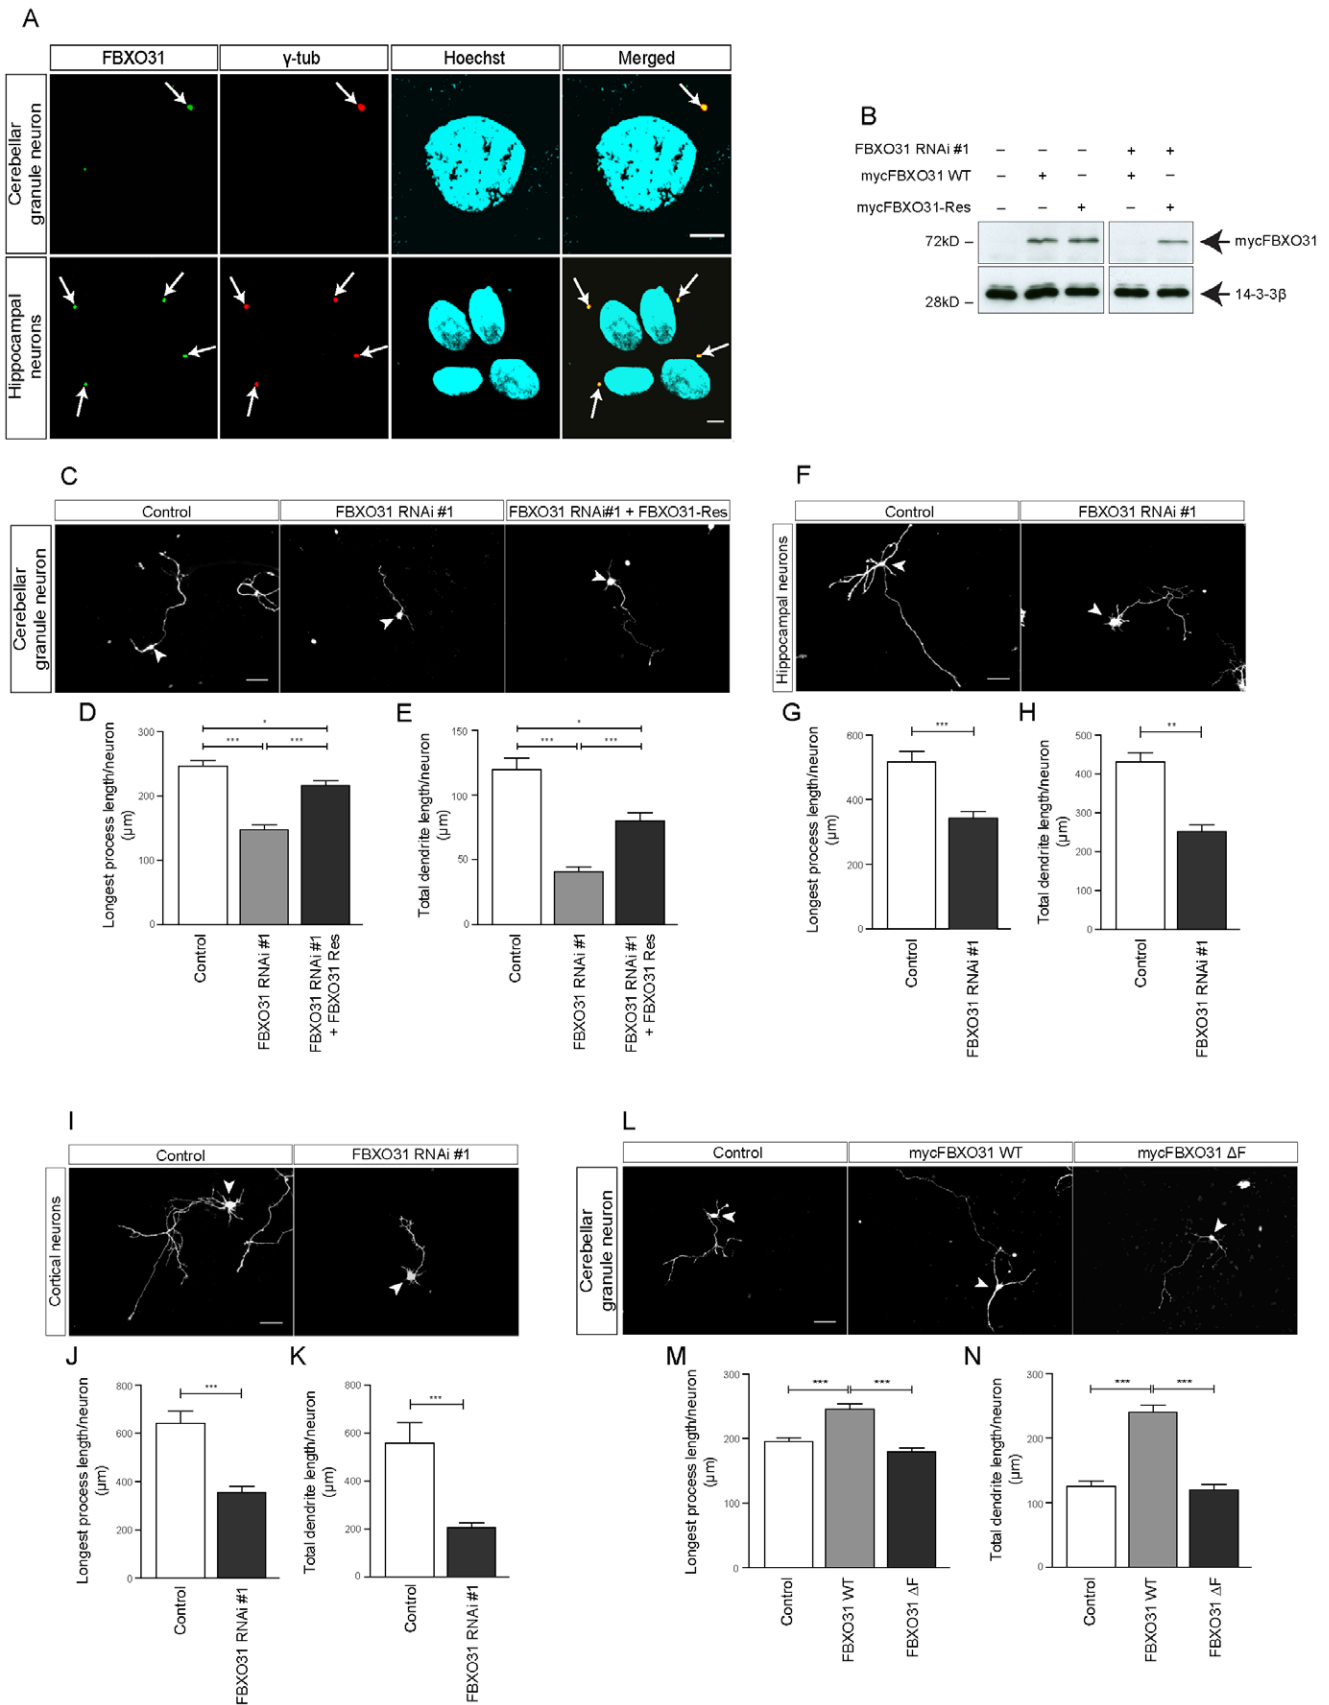 A
FBXO31 γ-tub Hoechst Merged
Cerebellar
granule neuron
Hippocampal
neurons
B
FBXO31 RNAi #1 – – – + +
mycFBXO31 WT – + – + –
mycFBXO31-Res – – + – +
72kD – mycFBXO31
28kD – 14-3-3β
C
Control FBXO31 RNAi #1 FBXO31 RNAi#1 + FBXO31-Res
Cerebellar
granule neuron
F
Control FBXO31 RNAi #1
Hippocampal neurons
D
Longest process length/neuron
(µm)
300
200
100
0
*
*** ***
Control
FBXO31 RNAi #1
FBXO31 RNAi #1
+ FBXO31 Res
E
Total dendrite length/neuron
(µm)
150
100
50
0
*
*** ***
Control
FBXO31 RNAi #1
FBXO31 RNAi #1
+ FBXO31 Res
G
Longest process length/neuron
(µm)
600
400
200
0
***
Control
FBXO31 RNAi #1
H
Total dendrite length/neuron
(µm)
500
400
300
200
100
0
**
Control
FBXO31 RNAi #1
I
Control FBXO31 RNAi #1
Cortical neurons
L
Control mycFBXO31 WT mycFBXO31 ΔF
Cerebellar
granule neuron
J
Longest process length/neuron
(µm)
800
600
400
200
0
***
Control
FBXO31 RNAi #1
K
Total dendrite length/neuron
(µm)
800
600
400
200
0
***
Control
FBXO31 RNAi #1
M
Longest process length/neuron
(µm)
300
200
100
0
*** ***
Control
FBXO31 WT
FBXO31 ΔF
N
Total dendrite length/neuron
(µm)
300
200
100
0
*** ***
Control
FBXO31 WT
FBXO31 ΔF